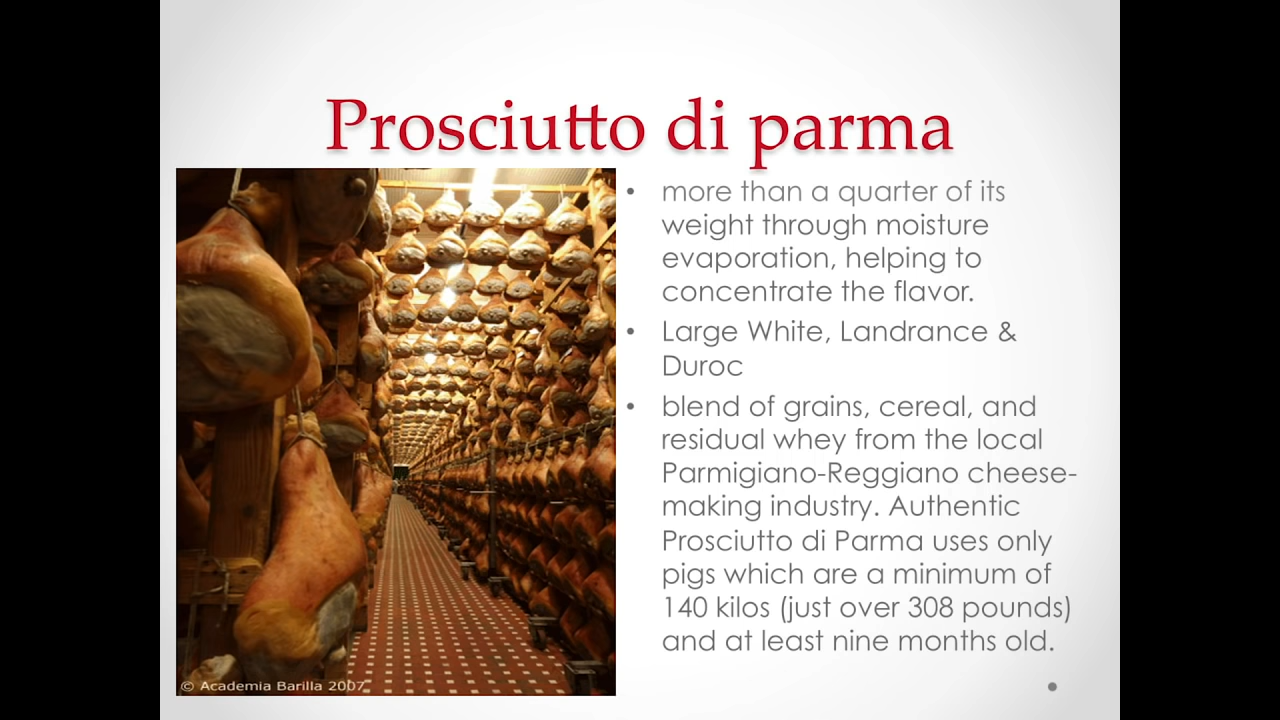 Prosciutto di parma
• more than a quarter of its
weight through moisture
evaporation, helping to
concentrate the flavor.
• Large White, Landrance &
Duroc
• blend of grains, cereal, and
residual whey from the local
Parmigiano-Reggiano cheese-
making industry. Authentic
Prosciutto di Parma uses only
pigs which are a minimum of
140 kilos (just over 308 pounds)
and at least nine months old.
© Academia Barilla 2007